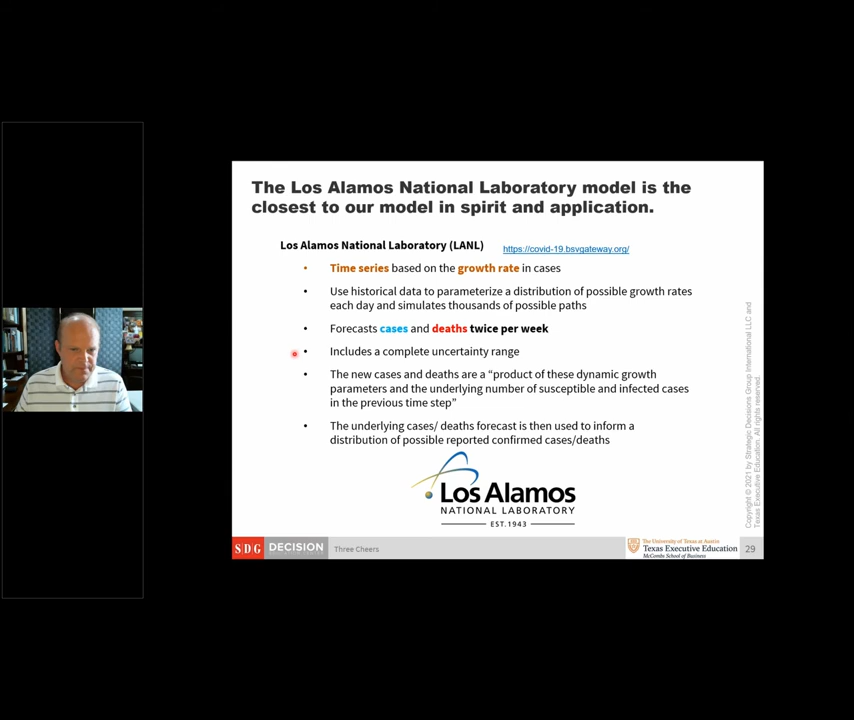 The Los Alamos National Laboratory model is the
closest to our model in spirit and application.
Los Alamos National Laboratory (LANL)
https://covid-19.bsvgateway.org/
• Time series based on the growth rate in cases
• Use historical data to parameterize a distribution of possible growth rates
each day and simulates thousands of possible paths
• Forecasts cases and deaths twice per week
• Includes a complete uncertainty range
• The new cases and deaths are a “product of these dynamic growth
parameters and the underlying number of susceptible and infected cases
in the previous time step”
• The underlying cases/ deaths forecast is then used to inform a
distribution of possible reported confirmed cases/deaths
Los Alamos
NATIONAL LABORATORY
EST.1943
Copyright © 2021 by Strategic Decisions Group International LLC and
Texas Executive Education. All rights reserved.
SDG DECISION
Three Cheers
The University of Texas at Austin
Texas Executive Education
McCombs School of Business
29